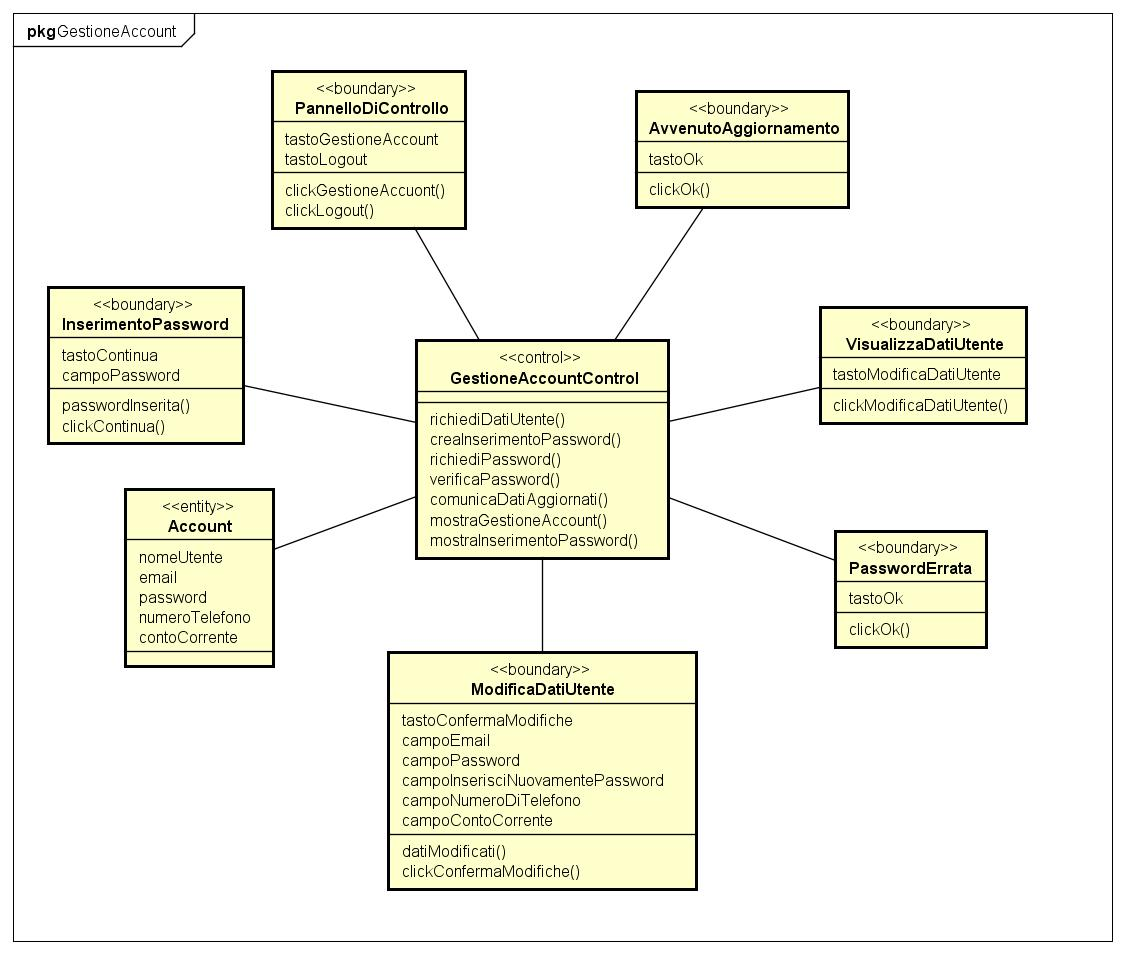 pkg GestioneAccount
<<boundary>>
PannelloDiControllo
tastoGestioneAccount
tastoLogout
clickGestioneAccuont()
clickLogout()
<<boundary>>
AvvenutoAggiornamento
tastoOk
clickOk()
<<boundary>>
InserimentoPassword
tastoContinua
campoPassword
passwordInserita()
clickContinua()
<<control>>
GestioneAccountControl
richiediDatiUtente()
creaInserimentoPassword()
richiediPassword()
verificaPassword()
comunicaDatiAggiornati()
mostraGestioneAccount()
mostraInserimentoPassword()
<<boundary>>
VisualizzaDatiUtente
tastoModificaDatiUtente
clickModificaDatiUtente()
<<entity>>
Account
nomeUtente
email
password
numeroTelefono
contoCorrente
<<boundary>>
PasswordErrata
tastoOk
clickOk()
<<boundary>>
ModificaDatiUtente
tastoConfermaModifiche
campoEmail
campoPassword
campoInserisciNuovamentePassword
campoNumeroDiTelefono
campoContoCorrente
datiModificati()
clickConfermaModifiche()